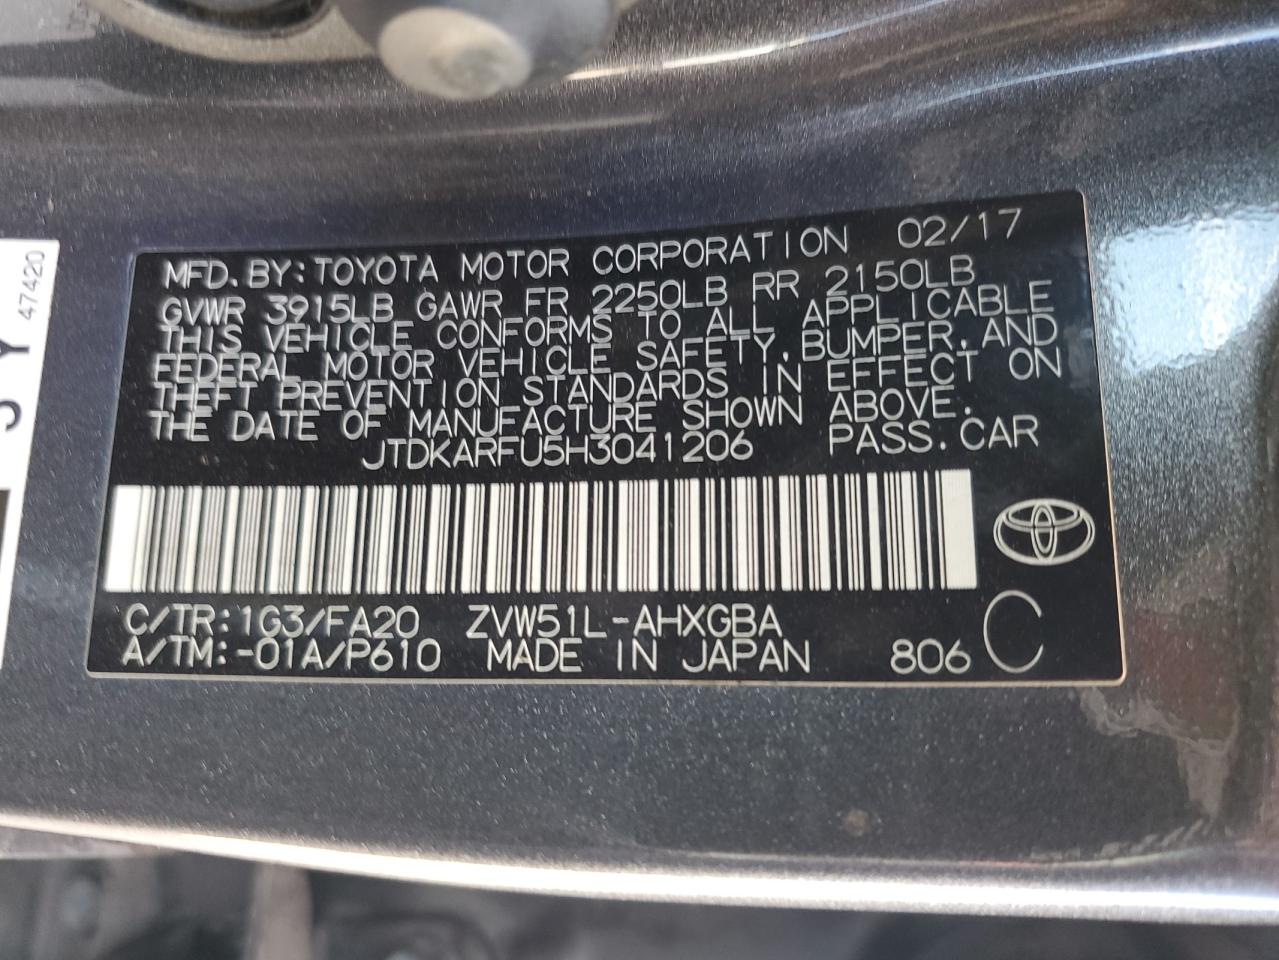 MFD.BY:TOYOTA MOTOR CORPORATION 02/17
GVWR 3915LB GAWR FR 2250LB RR 2150LB
THIS VEHICLE CONFORMS TO ALL APPLICABLE
FEDERAL MOTOR VEHICLE SAFETY,BUMPER,AND
THEFT PREVENTION STANDARDS IN EFFECT ON
THE DATE OF MANUFACTURE SHOWN ABOVE.
JTDKARFU5H3041206 PASS.CAR
C/TR:1G3/FA20 ZVW51L-AHXGBA
A/TM:-01A/P610 MADE IN JAPAN 806 C
47420